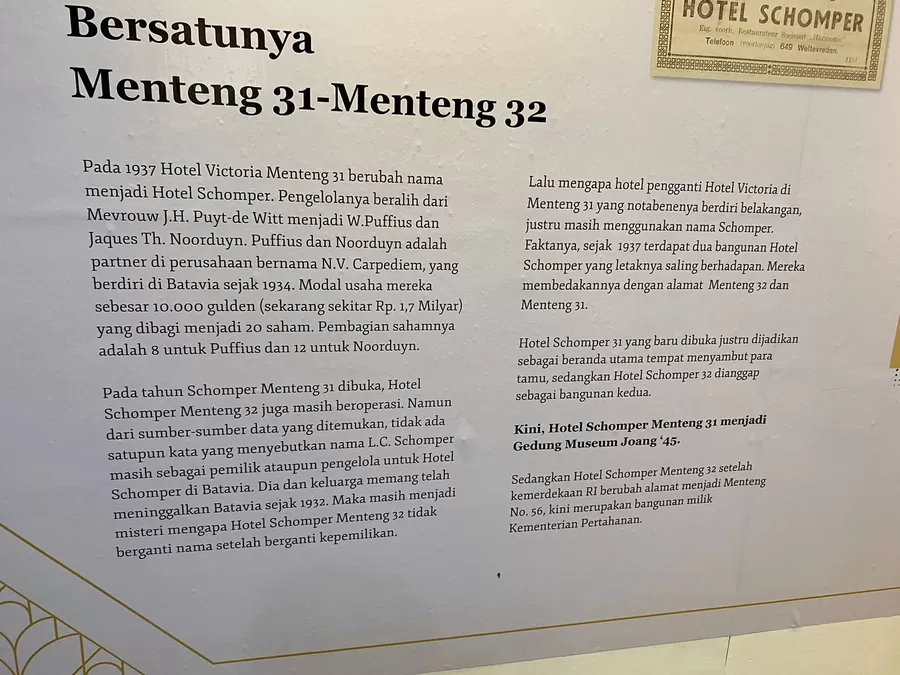 Bersatunya
Menteng 31-Menteng 32
HOTEL SCHOMPER
Telefoon (voorloopig) 649 Weltevreden.
Pada 1937 Hotel Victoria Menteng 31 berubah nama
menjadi Hotel Schomper. Pengelolanya beralih dari
Mevrouw J.H. Puyt-de Witt menjadi W.Puffius dan
Jaques Th. Noorduyn. Puffius dan Noorduyn adalah
partner di perusahaan bernama N.V. Carpediem, yang
berdiri di Batavia sejak 1934. Modal usaha mereka
sebesar 10.000 gulden (sekarang sekitar Rp. 1,7 Milyar)
yang dibagi menjadi 20 saham. Pembagian sahamnya
adalah 8 untuk Puffius dan 12 untuk Noorduyn.
Pada tahun Schomper Menteng 31 dibuka, Hotel
Schomper Menteng 32 juga masih beroperasi. Namun
dari sumber-sumber data yang ditemukan, tidak ada
satupun kata yang menyebutkan nama L.C. Schomper
masih sebagai pemilik ataupun pengelola untuk Hotel
Schomper di Batavia. Dia dan keluarga memang telah
meninggalkan Batavia sejak 1932. Maka masih menjadi
misteri mengapa Hotel Schomper Menteng 32 tidak
berganti nama setelah berganti kepemilikan.
Lalu mengapa hotel pengganti Hotel Victoria di
Menteng 31 yang notabenenya berdiri belakangan,
justru masih menggunakan nama Schomper.
Faktanya, sejak 1937 terdapat dua bangunan Hotel
Schomper yang letaknya saling berhadapan. Mereka
membedakannya dengan alamat Menteng 32 dan
Menteng 31.
Hotel Schomper 31 yang baru dibuka justru dijadikan
sebagai beranda utama tempat menyambut para
tamu, sedangkan Hotel Schomper 32 dianggap
sebagai bangunan kedua.
Kini, Hotel Schomper Menteng 31 menjadi
Gedung Museum Joang ‘45.
Sedangkan Hotel Schomper Menteng 32 setelah
kemerdekaan RI berubah alamat menjadi Menteng
No. 56, kini merupakan bangunan milik
Kementerian Pertahanan.